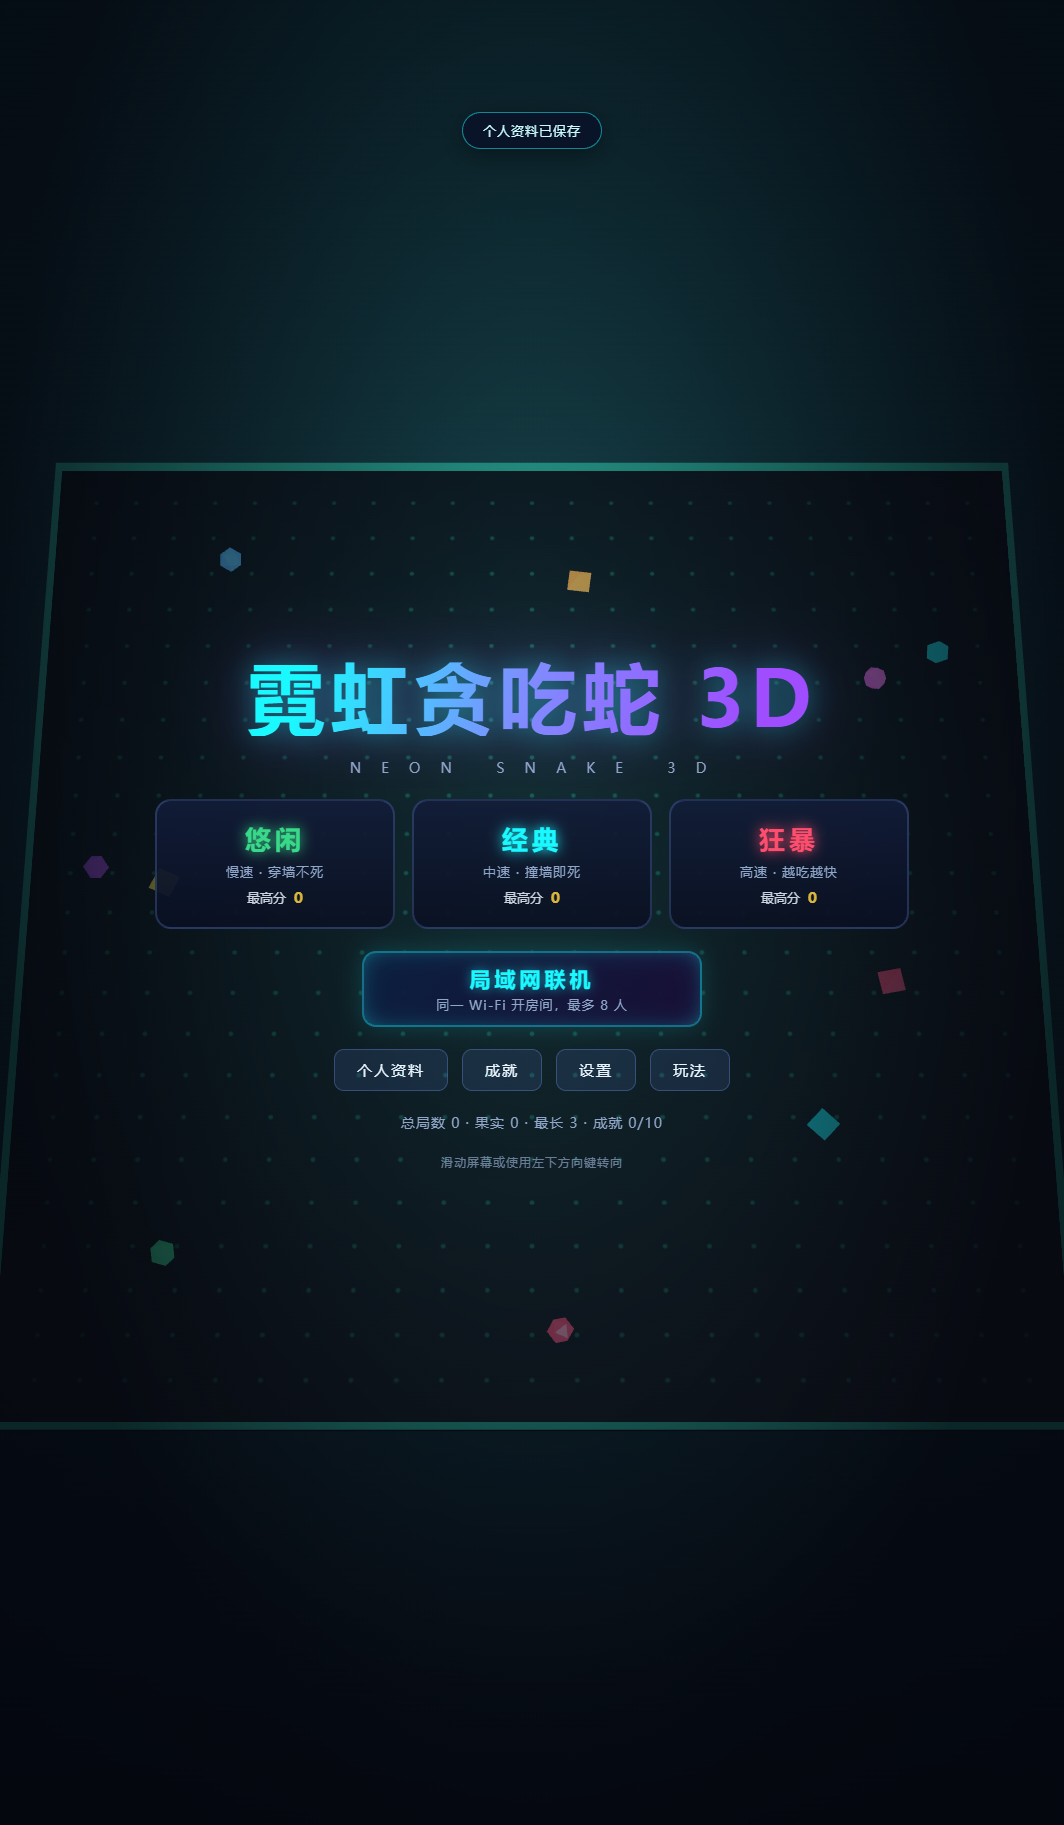 个人资料已保存
霓虹贪吃蛇 3D
NEON SNAKE 3D
悠闲
慢速 · 穿墙不死
最高分 0
经典
中速 · 撞墙即死
最高分 0
狂暴
高速 · 越吃越快
最高分 0
局域网联机
同一 Wi-Fi 开房间，最多 8 人
个人资料
成就
设置
玩法
总局数 0 · 果实 0 · 最长 3 · 成就 0/10
滑动屏幕或使用左下方向键转向